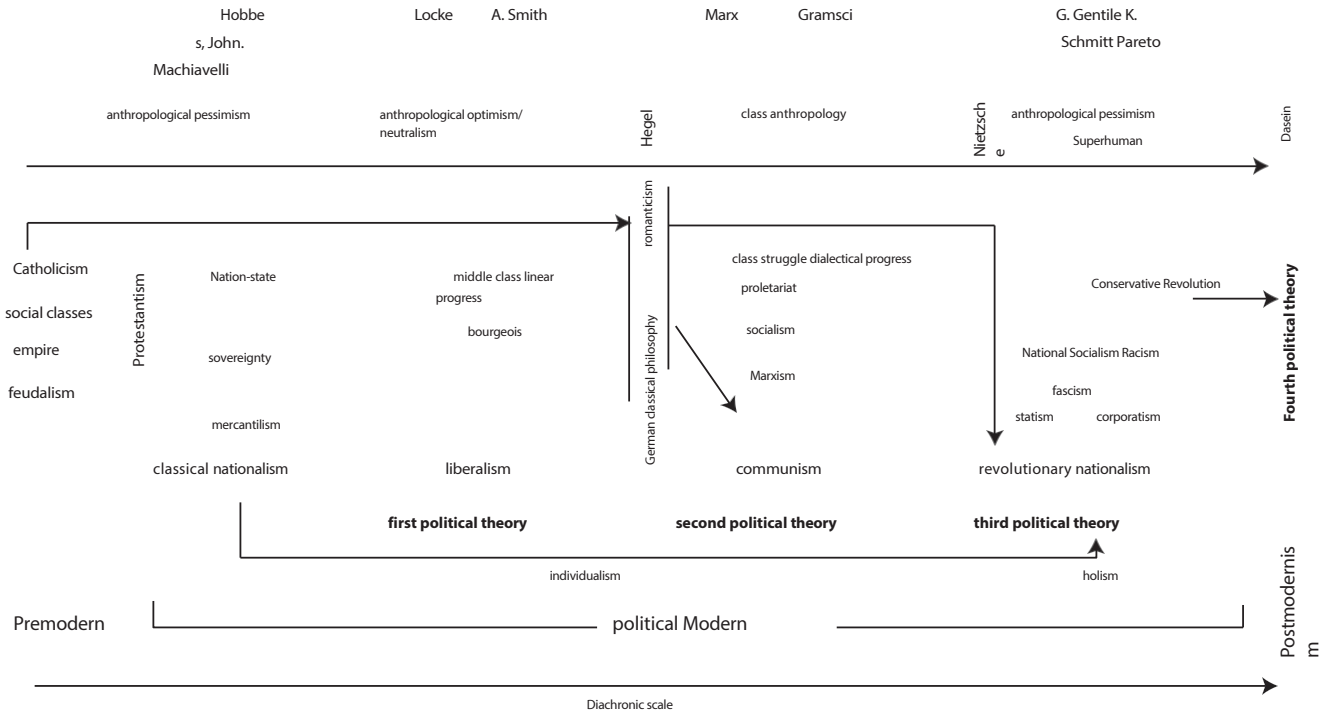 Hobbe Locke A. Smith Marx Gramsci G. Gentile K.
s, John. Schmitt Pareto
Machiavelli
anthropological pessimism
anthropological optimism/
neutralism
Hegel
class anthropology
Nietzsch
e
anthropological pessimism
Superhuman
Dasein
romanticism
German classical philosophy
Catholicism
social classes
empire
feudalism
Protestantism
Nation-state
sovereignty
mercantilism
middle class linear
progress
bourgeois
class struggle dialectical progress
proletariat
socialism
Marxism
Conservative Revolution
National Socialism Racism
fascism
statism corporatism
Fourth political theory
classical nationalism liberalism communism revolutionary nationalism
first political theory second political theory third political theory
individualism holism
Premodern political Modern
Postmodernis
m
Diachronic scale